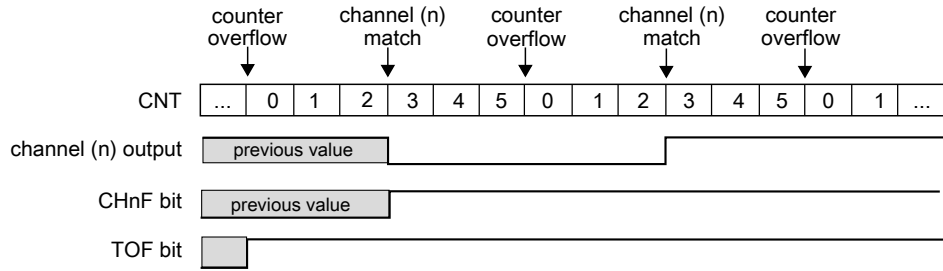 counter overflow
channel (n) match
counter overflow
channel (n) match
counter overflow
CNT ... 0 1 2 3 4 5 0 1 2 3 4 5 0 1 ...
channel (n) output previous value
CHnF bit previous value
TOF bit